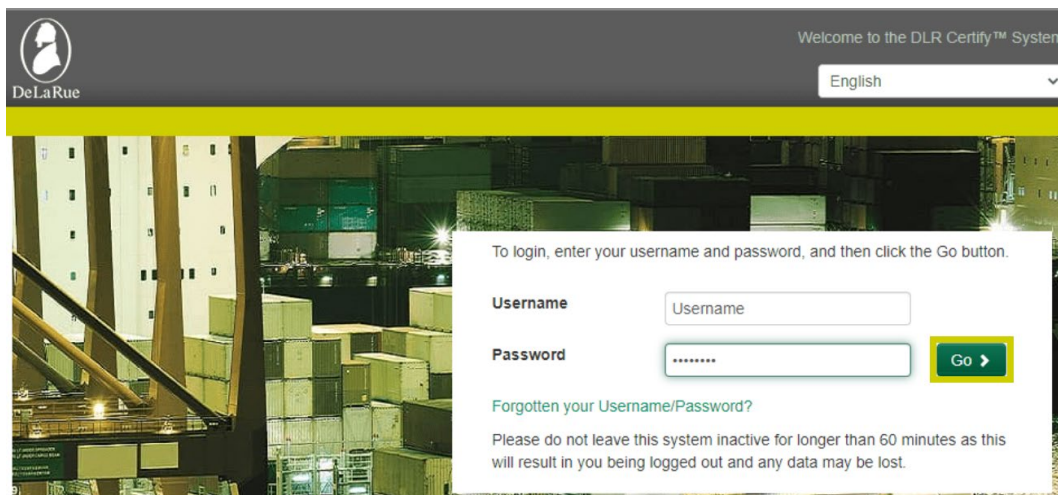 Welcome to the DLR Certify™ System
DeLaRue
English
To login, enter your username and password, and then click the Go button.
Username
Username
Password
••••••••
Go
Forgotten your Username/Password?
Please do not leave this system inactive for longer than 60 minutes as this
will result in you being logged out and any data may be lost.